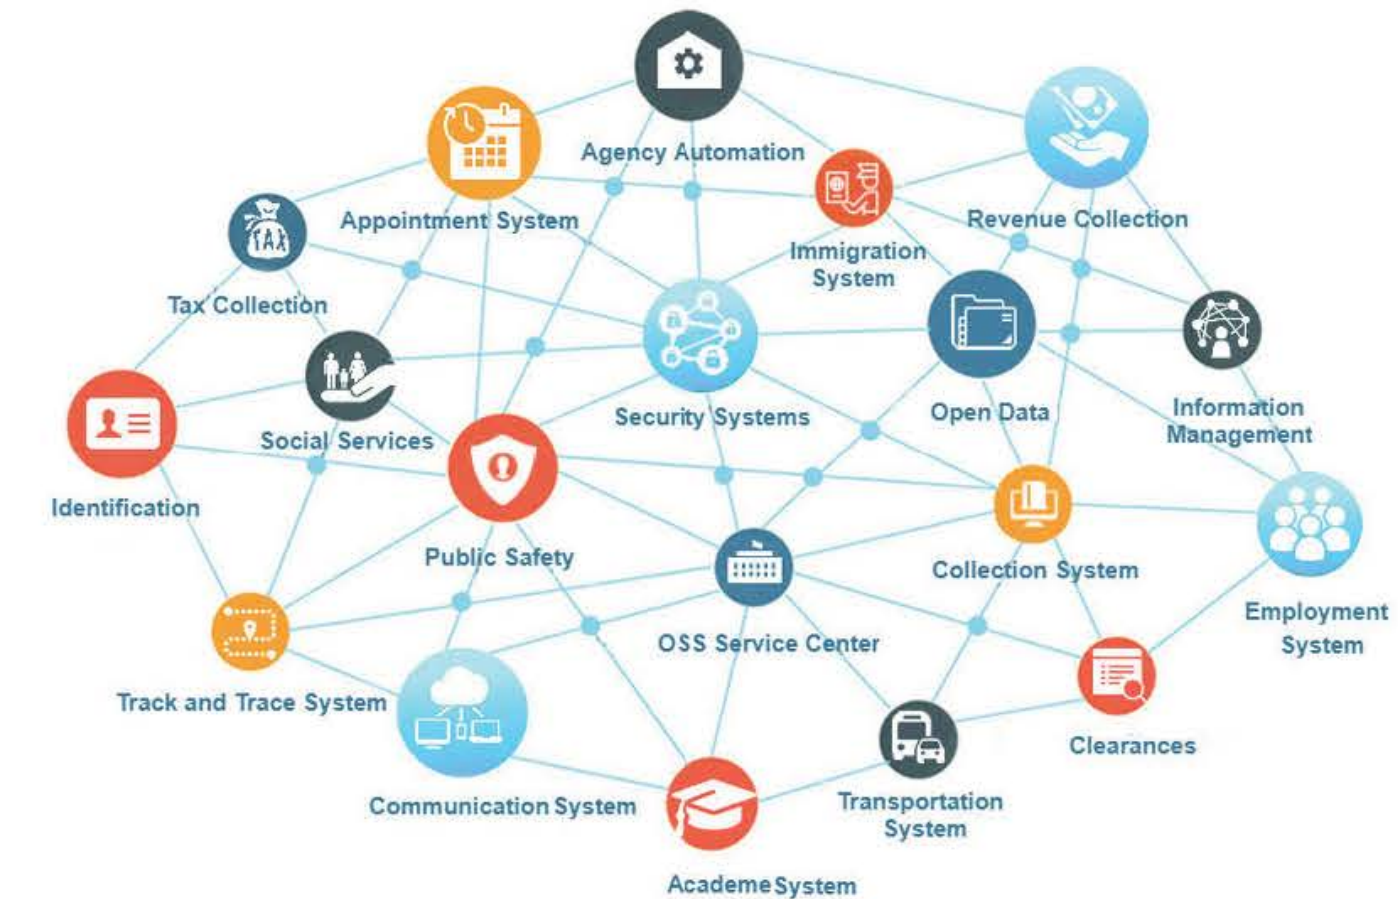 Agency Automation
Appointment System
Revenue Collection
Immigration
System
TAX
Tax Collection
Security Systems
Open Data
Information
Management
Social Services
Identification
Public Safety
Collection System
Employment
System
OSS Service Center
Track and Trace System
Clearances
Communication System
Transportation
System
Academe System